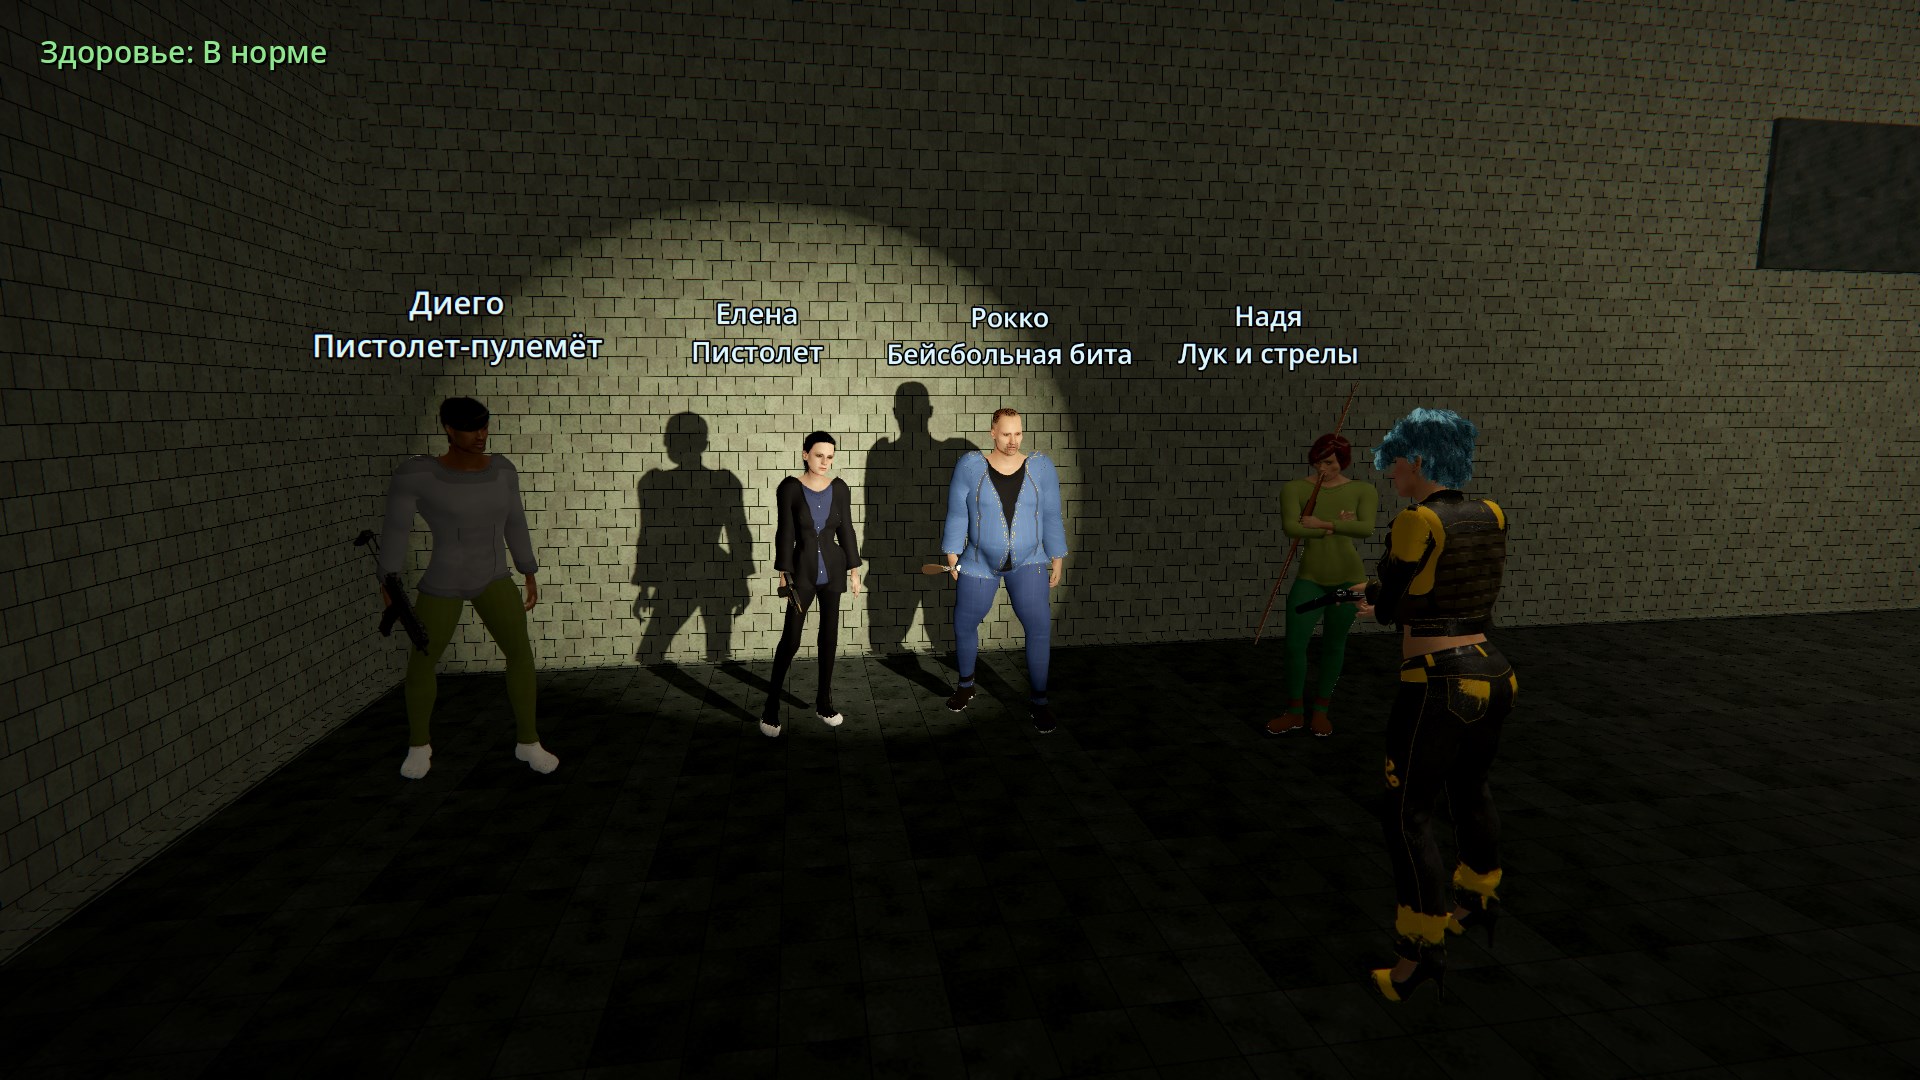 Здоровье: В норме
Диего
Пистолет-пулемёт
Елена
Пистолет
Рокко
Бейсбольная бита
Надя
Лук и стрелы